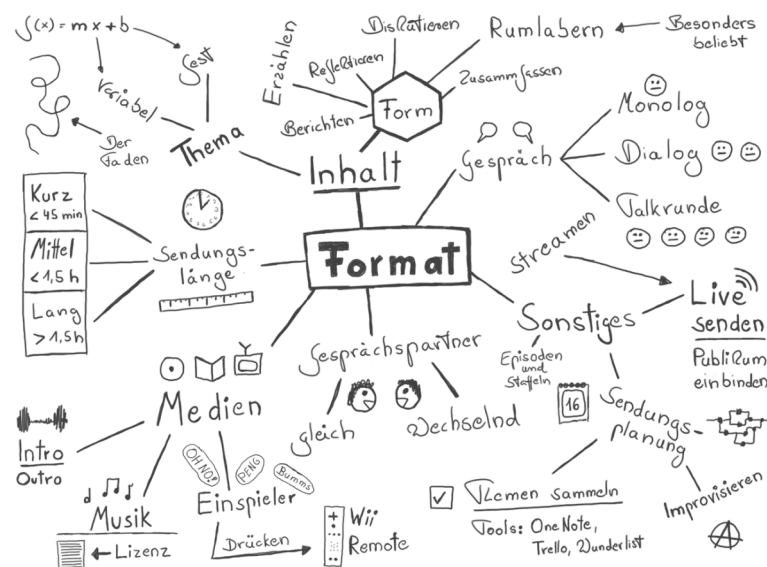 f(x) = mx + b
fest
variabel
Der
Faden
Thema
Erzählen
Diskutieren
Reflektieren
Berichten
Form
Zusammfassen
Rumlabern
Besonders
beliebt
Inhalt
Gespräch
Monolog
Dialog
Talkrunde
Kurz
< 45 min
Mittel
< 1,5 h
Lang
> 1,5 h
Sendungs-
länge
Format
Streamen
Sonstiges
Live
senden
Publikum
einbinden
Episoden
und
Staffeln
Gesprächspartner
gleich
Wechselnd
Medien
Intro
Outro
Musik
Lizenz
OH NO!
PENG
Bumms
Einspieler
Drücken
Wii
Remote
16
Sendungs-
planung
Improvisieren
Themen sammeln
Tools: OneNote,
Trello, Wunderlist
A